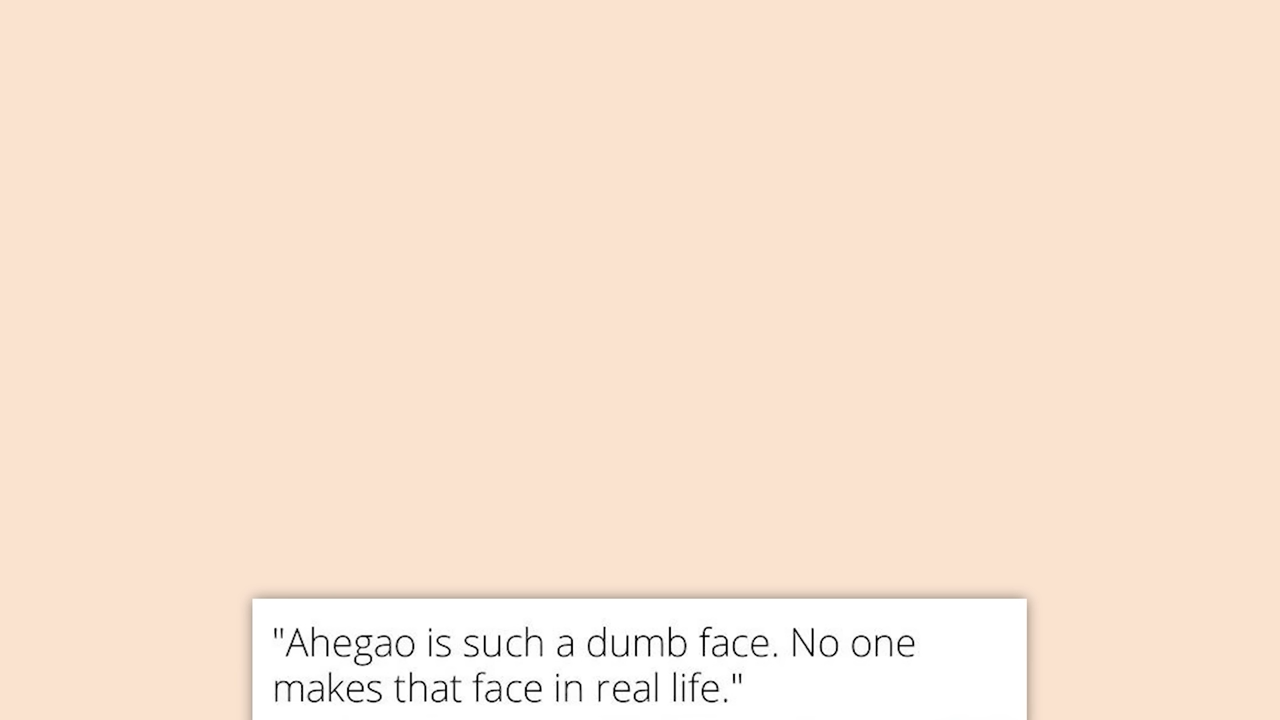 "Ahegao is such a dumb face. No one
makes that face in real life."